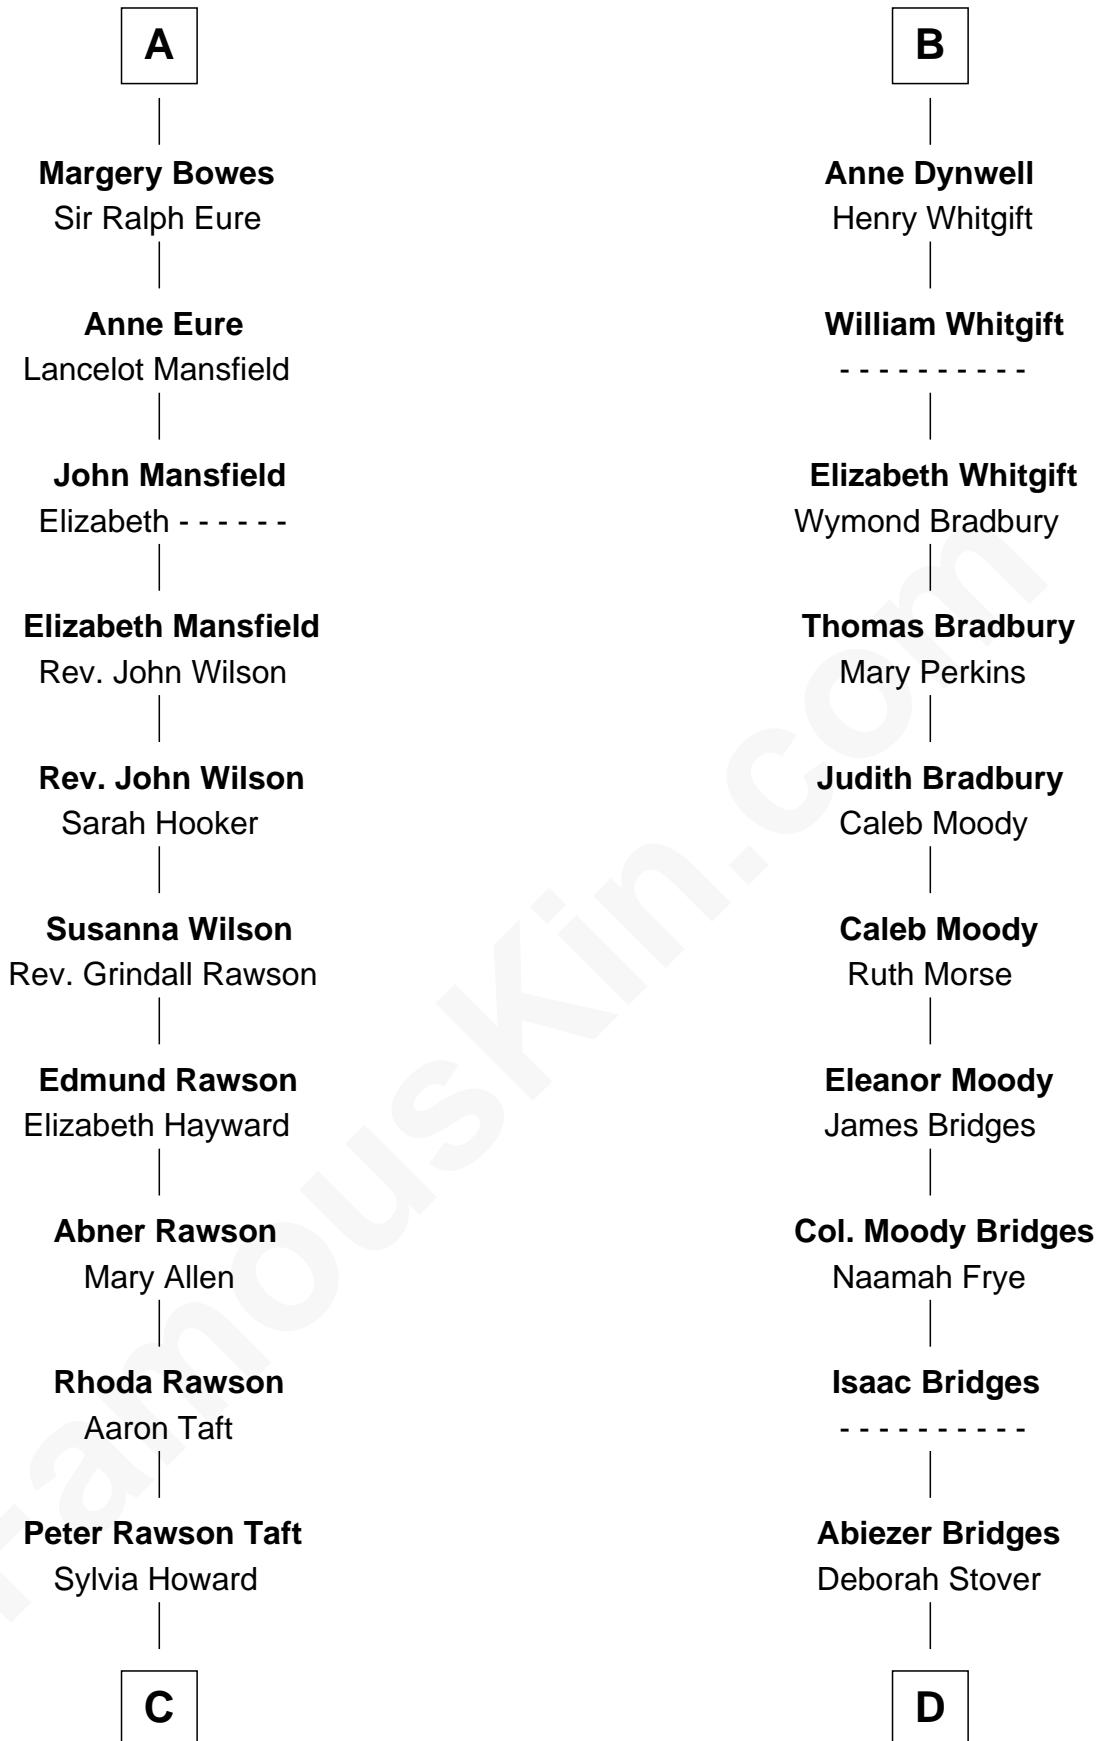 A
Margery Bowes
Sir Ralph Eure
Anne Eure
Lancelot Mansfield
John Mansfield
Elizabeth - - - - - -
Elizabeth Mansfield
Rev. John Wilson
Rev. John Wilson
Sarah Hooker
Susanna Wilson
Rev. Grindall Rawson
Edmund Rawson
Elizabeth Hayward
Abner Rawson
Mary Allen
Rhoda Rawson
Aaron Taft
Peter Rawson Taft
Sylvia Howard
C
B
Anne Dynwell
Henry Whitgift
William Whitgift
- - - - - - - - - -
Elizabeth Whitgift
Wymond Bradbury
Thomas Bradbury
Mary Perkins
Judith Bradbury
Caleb Moody
Caleb Moody
Ruth Morse
Eleanor Moody
James Bridges
Col. Moody Bridges
Naamah Frye
Isaac Bridges
- - - - - - - - - -
Abiezer Bridges
Deborah Stover
D
FamousKin.com